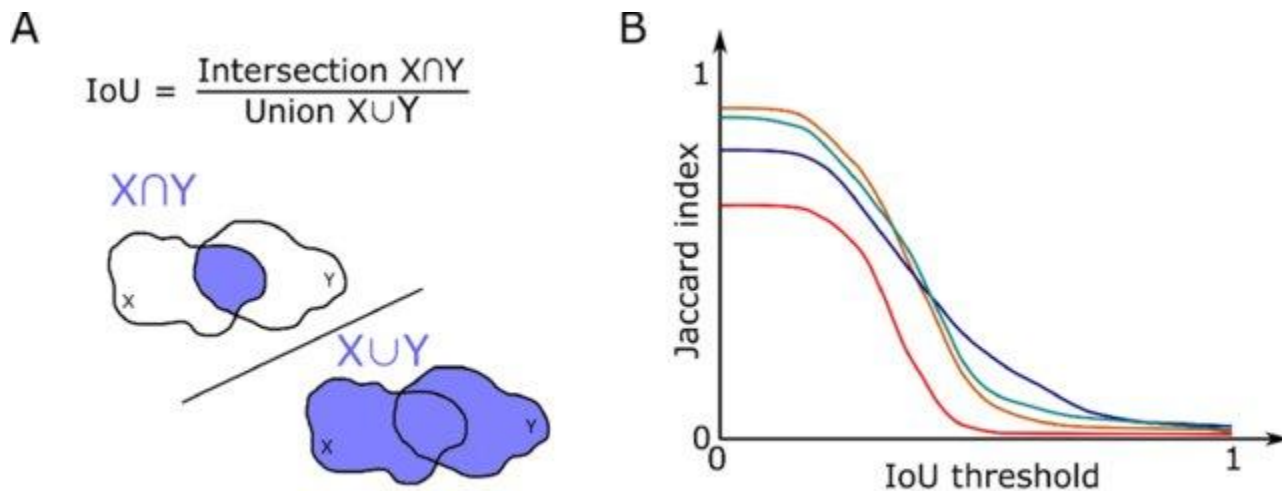 A
IoU = Intersection X∩Y
Union X∪Y
X∩Y
X
Y
X∪Y
X
Y
B
1
Jaccard index
0
0
IoU threshold
1